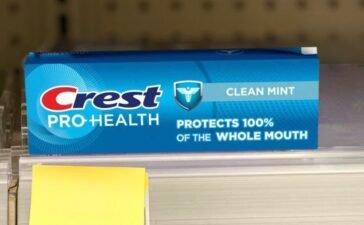 Crest
PRO-HEALTH
CLEAN MINT
PROTECTS 100%
OF THE WHOLE MOUTH